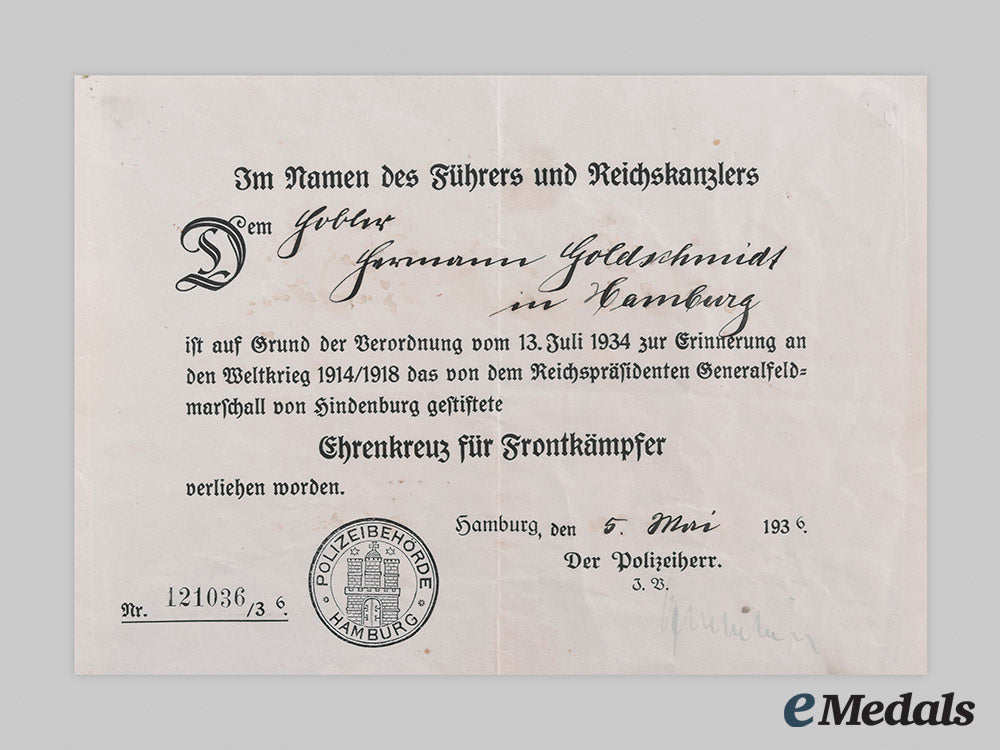 Im Namen des Führers und Reichskanzlers
Dem Hobler
Hermann Goldschmidt
in Hamburg
ist auf Grund der Verordnung vom 13. Juli 1934 zur Erinnerung an
den Weltkrieg 1914/1918 das von dem Reichspräsidenten Generalfeld=
marschall von Hindenburg gestiftete
Ehrenkreuz für Frontkämpfer
verliehen worden.
Hamburg, den 5. Mai 1936.
Der Polizeiherr.
J. V.
POLIZEIBEHÖRDE
HAMBURG
Nr. 121036/36.
eMedals